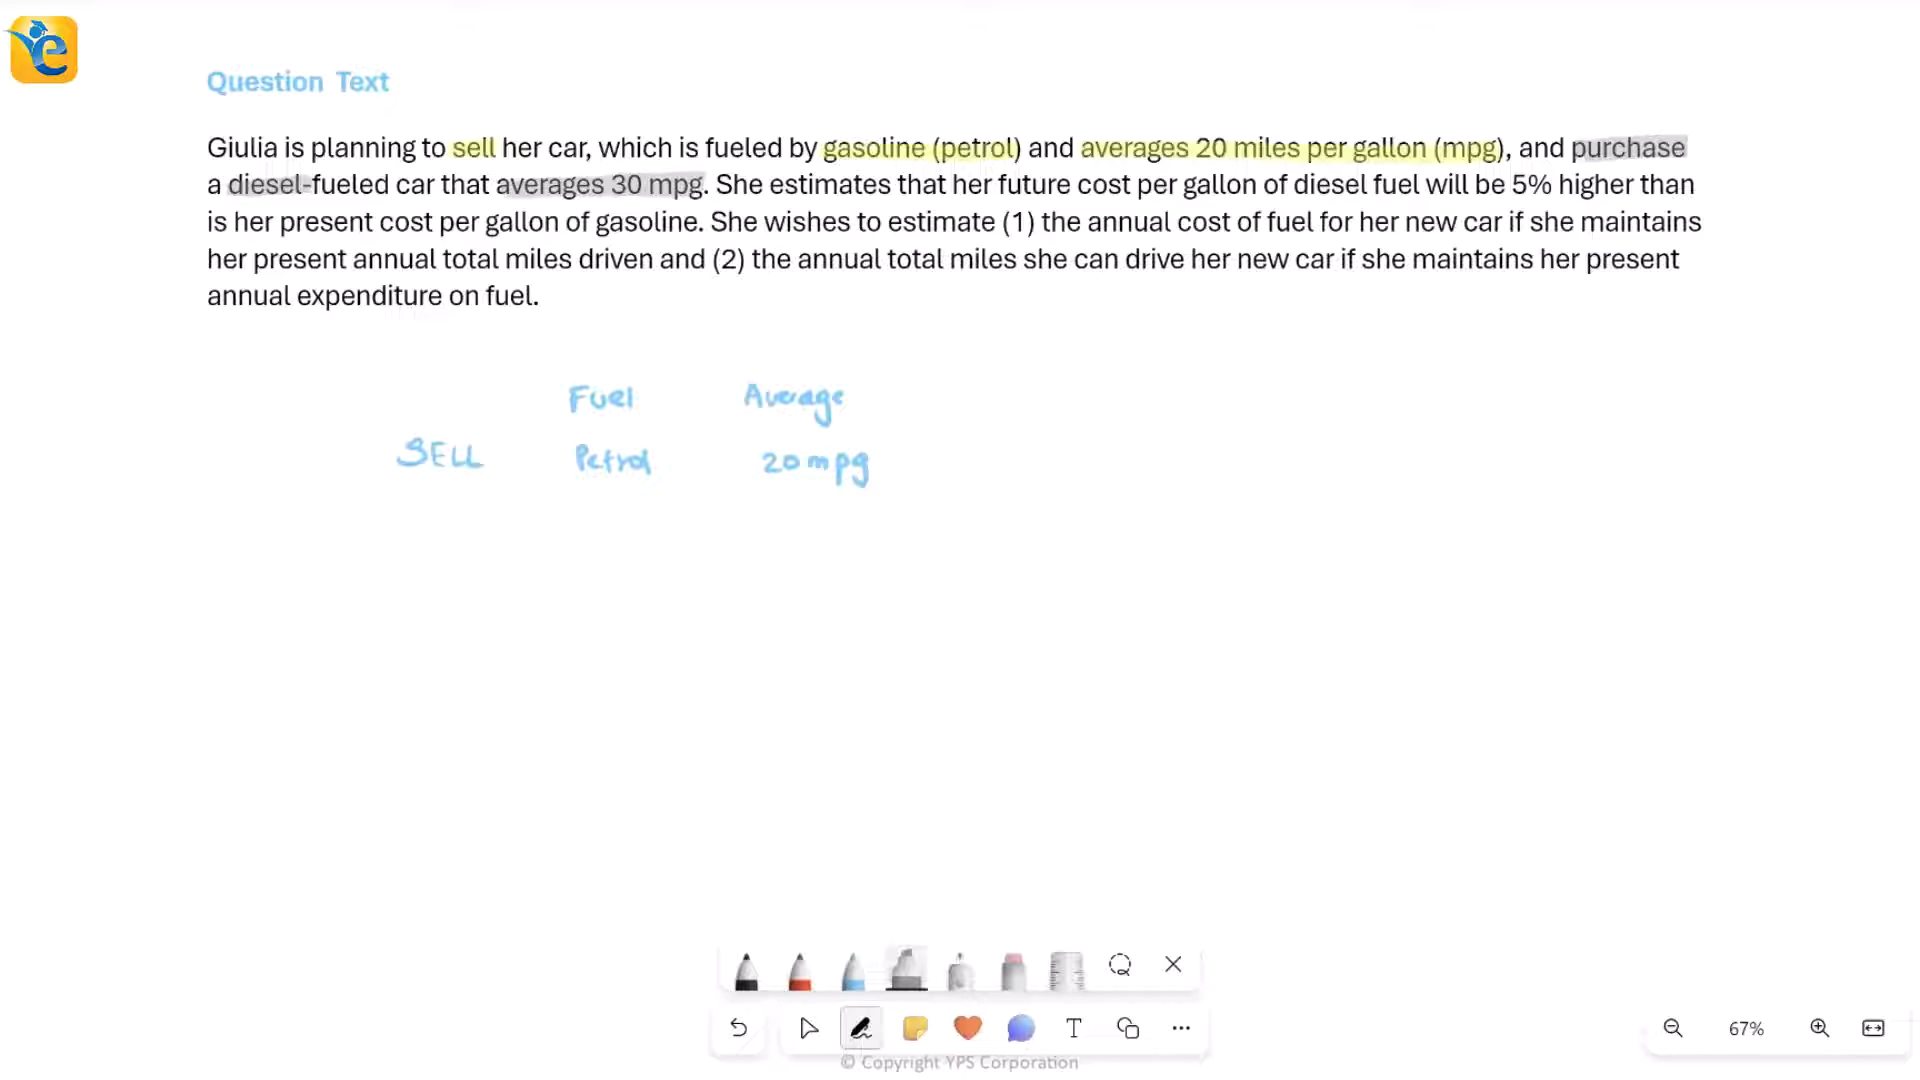 Question Text
Giulia is planning to sell her car, which is fueled by gasoline (petrol) and averages 20 miles per gallon (mpg), and purchase
a diesel-fueled car that averages 30 mpg. She estimates that her future cost per gallon of diesel fuel will be 5% higher than
is her present cost per gallon of gasoline. She wishes to estimate (1) the annual cost of fuel for her new car if she maintains
her present annual total miles driven and (2) the annual total miles she can drive her new car if she maintains her present
annual expenditure on fuel.
Fuel Average
SELL Petrol 20 mpg
67%
© Copyright YPS Corporation